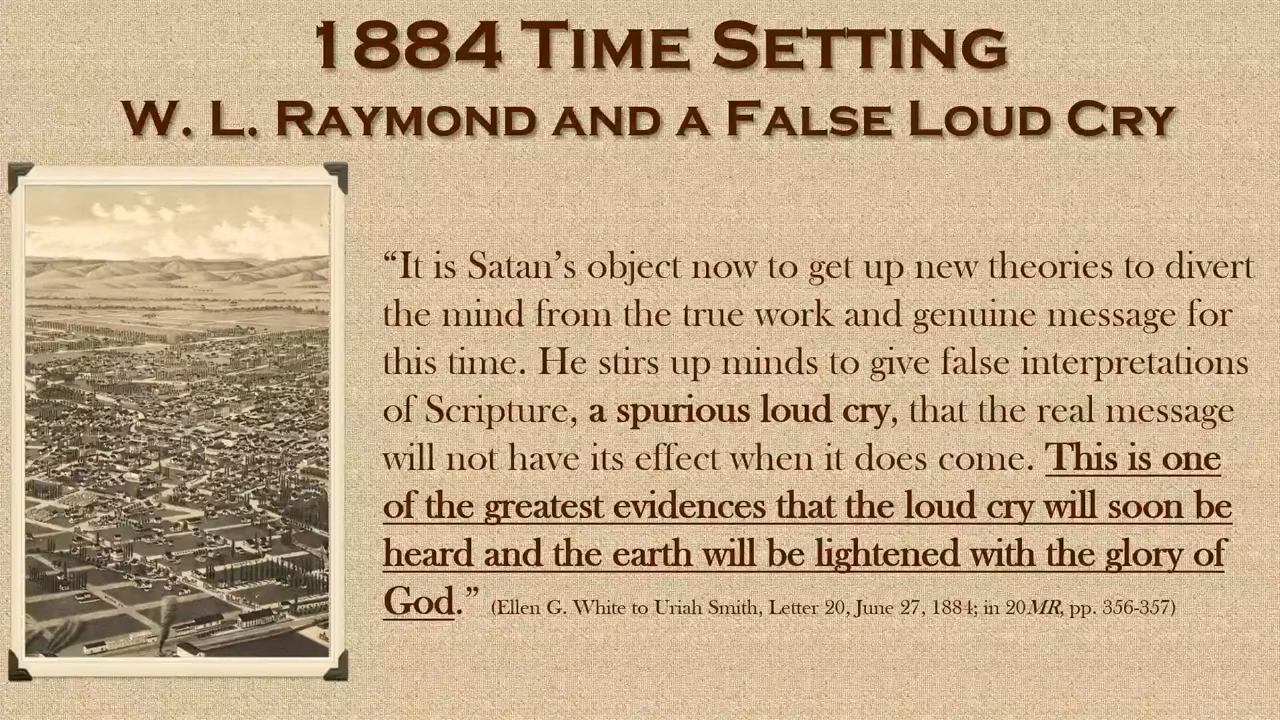 1884 TIME SETTING
W. L. RAYMOND AND A FALSE LOUD CRY
“It is Satan’s object now to get up new theories to divert
the mind from the true work and genuine message for
this time. He stirs up minds to give false interpretations
of Scripture, a spurious loud cry, that the real message
will not have its effect when it does come. This is one
of the greatest evidences that the loud cry will soon be
heard and the earth will be lightened with the glory of
God.” (Ellen G. White to Uriah Smith, Letter 20, June 27, 1884; in 20MR, pp. 356-357)